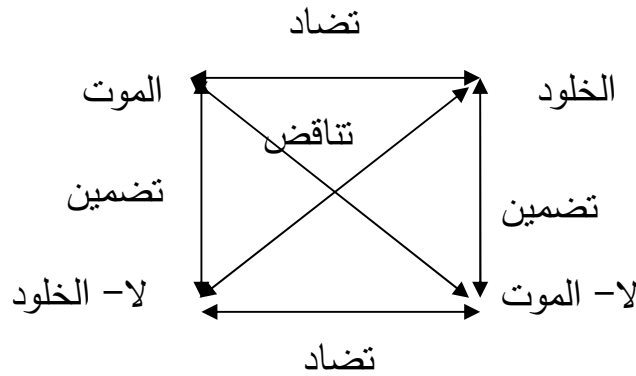 تضاد
الخلود
الموت
تناقض
تضمين
تضمين
لا– الموت
لا– الخلود
تضاد